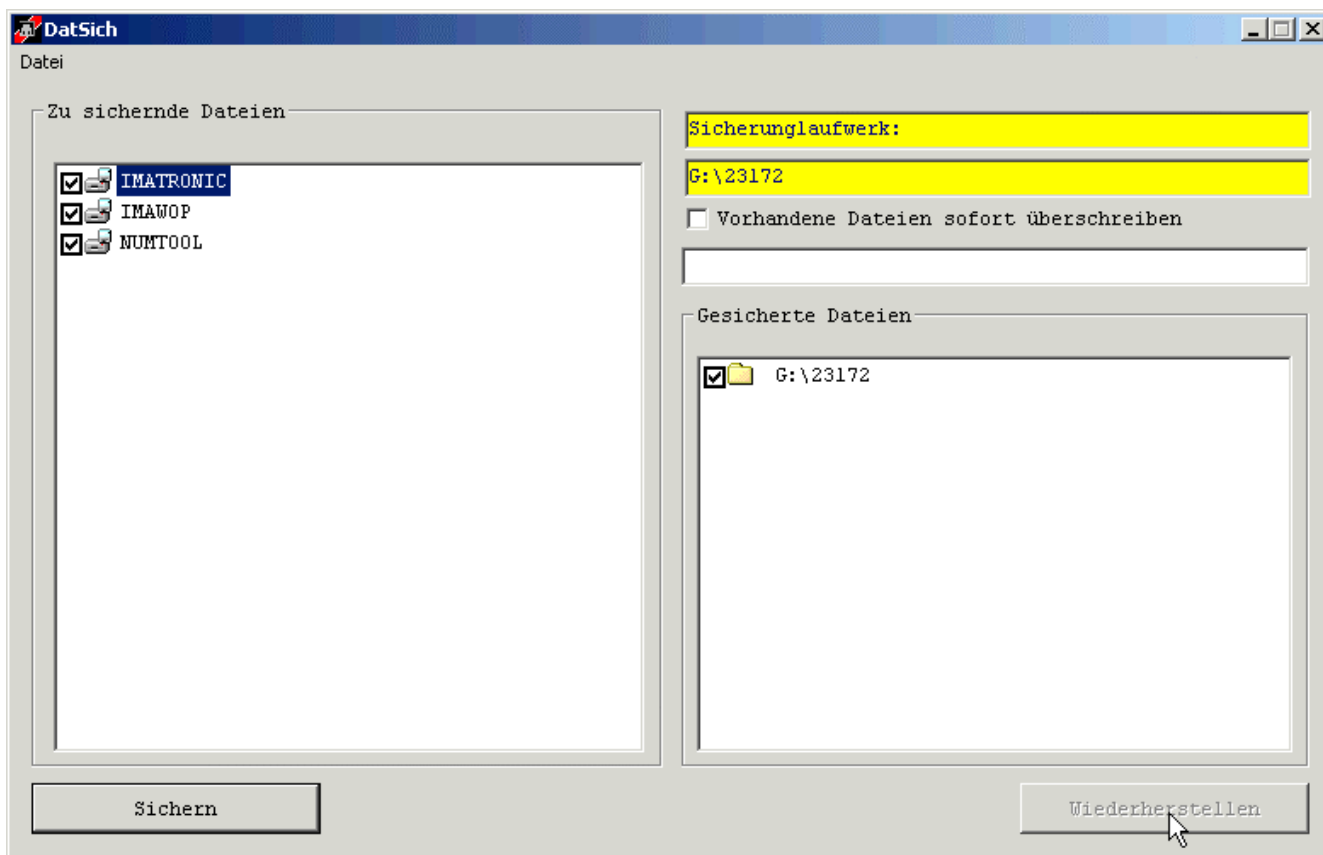 DatSich
Datei
Zu sichernde Dateien
IMATRONIC
IMAWOP
NUMTOOL
Sicherunglaufwerk:
G:\23172
Vorhandene Dateien sofort überschreiben
Gesicherte Dateien
G:\23172
Sichern
Wiederherstellen